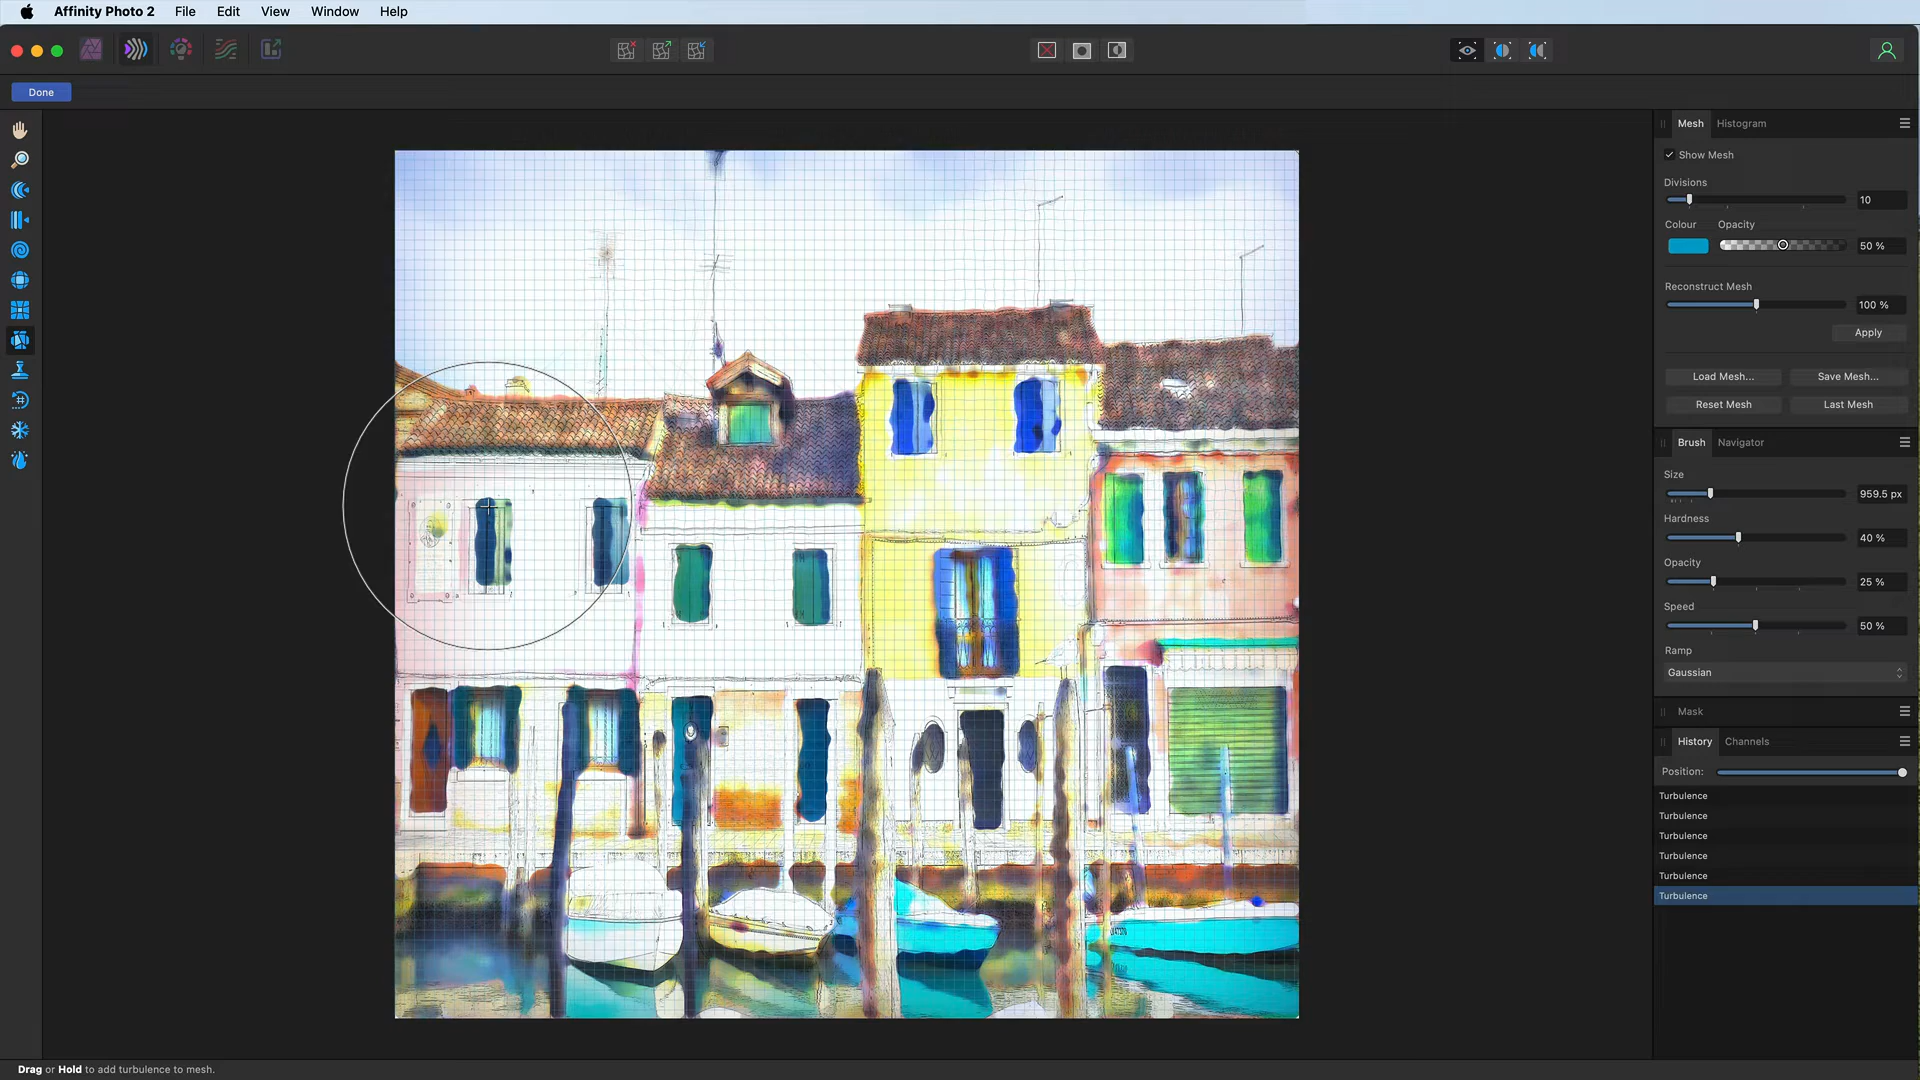 Affinity Photo 2 File Edit View Window Help
Done
Mesh Histogram
Show Mesh
Divisions
10
Colour Opacity
50 %
Reconstruct Mesh
100 %
Apply
Load Mesh... Save Mesh...
Reset Mesh Last Mesh
Brush Navigator
Size
959.5 px
Hardness
40 %
Opacity
25 %
Speed
50 %
Ramp
Gaussian
Mask
History Channels
Position:
Turbulence
Turbulence
Turbulence
Turbulence
Turbulence
Turbulence
Drag or Hold to add turbulence to mesh.